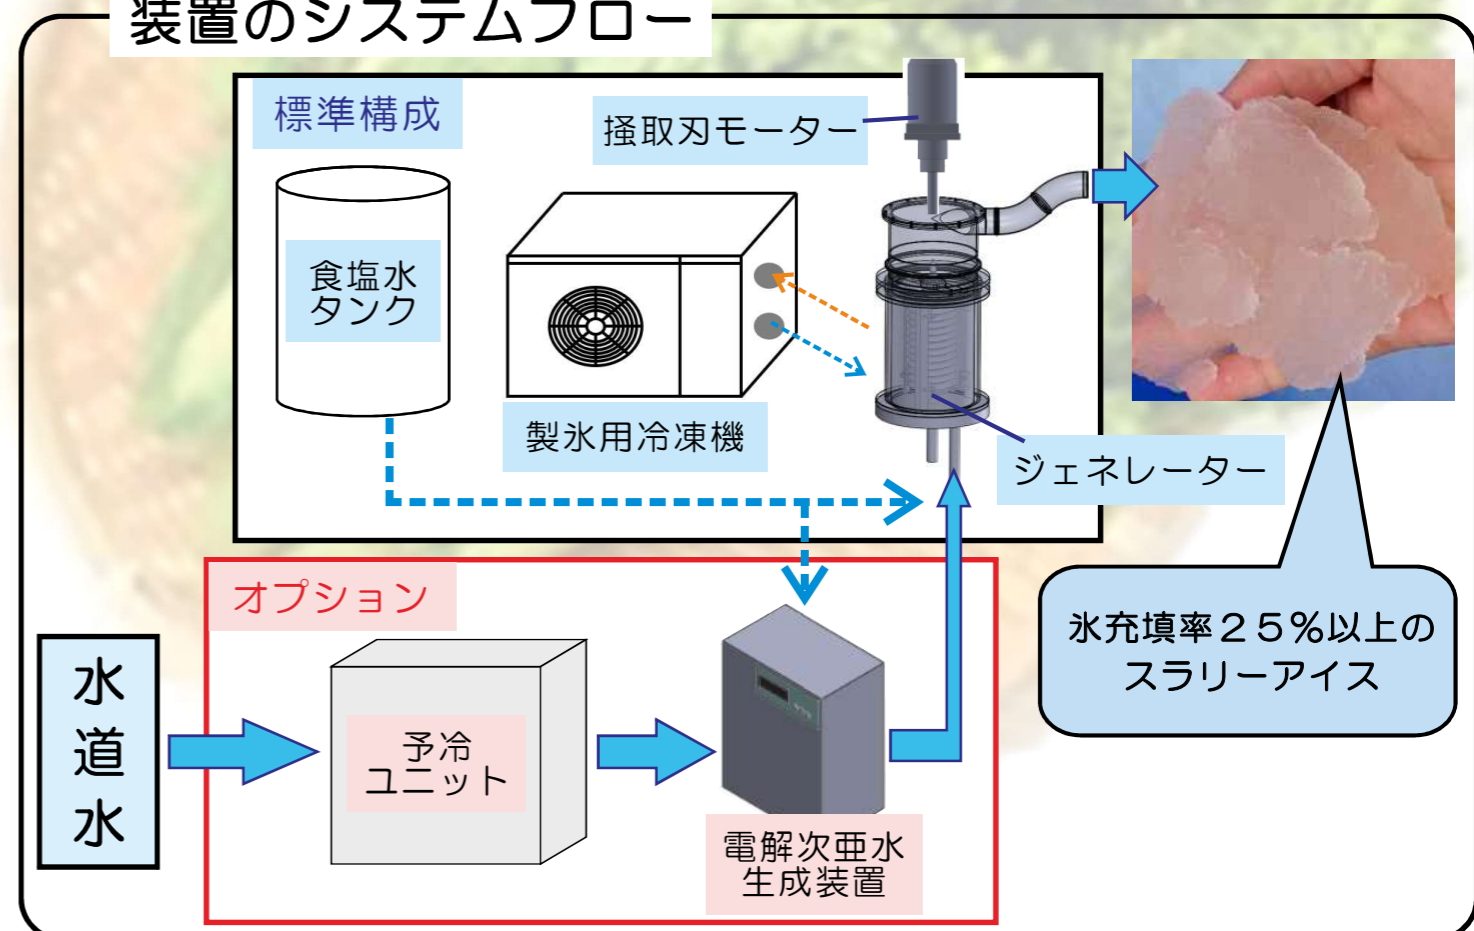 装置のシステムフロー
標準構成
掻取刃モーター
食塩水
タンク
製氷用冷凍機
ジェネレーター
オプション
氷充填率２５％以上の
スラリーアイス
水道水
予冷
ユニット
電解次亜水
生成装置